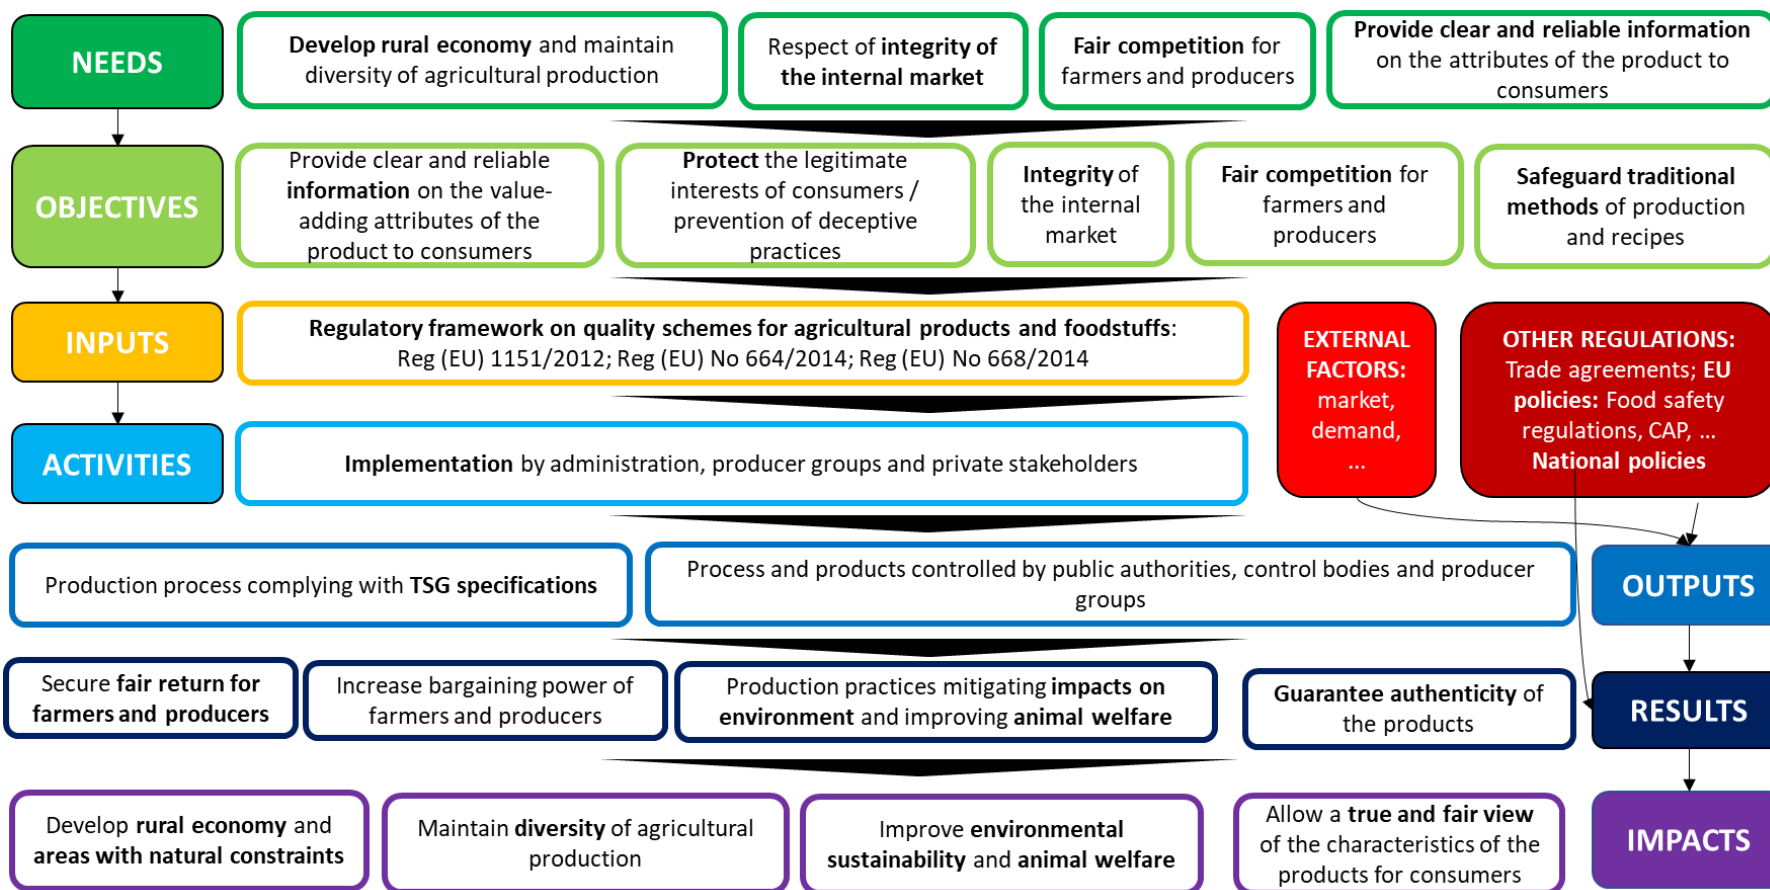 NEEDS
Develop rural economy and maintain
diversity of agricultural production
Respect of integrity of
the internal market
Fair competition for
farmers and producers
Provide clear and reliable information
on the attributes of the product to
consumers
OBJECTIVES
Provide clear and reliable
information on the value-
adding attributes of the
product to consumers
Protect the legitimate
interests of consumers /
prevention of deceptive
practices
Integrity of
the internal
market
Fair competition for
farmers and
producers
Safeguard traditional
methods of production
and recipes
INPUTS
Regulatory framework on quality schemes for agricultural products and foodstuffs:
Reg (EU) 1151/2012; Reg (EU) No 664/2014; Reg (EU) No 668/2014
EXTERNAL
FACTORS:
market,
demand,
...
OTHER REGULATIONS:
Trade agreements; EU
policies: Food safety
regulations, CAP, ...
National policies
ACTIVITIES
Implementation by administration, producer groups and private stakeholders
Production process complying with TSG specifications
Process and products controlled by public authorities, control bodies and producer
groups
OUTPUTS
Secure fair return for
farmers and producers
Increase bargaining power of
farmers and producers
Production practices mitigating impacts on
environment and improving animal welfare
Guarantee authenticity of
the products
RESULTS
Develop rural economy and
areas with natural constraints
Maintain diversity of agricultural
production
Improve environmental
sustainability and animal welfare
Allow a true and fair view
of the characteristics of the
products for consumers
IMPACTS